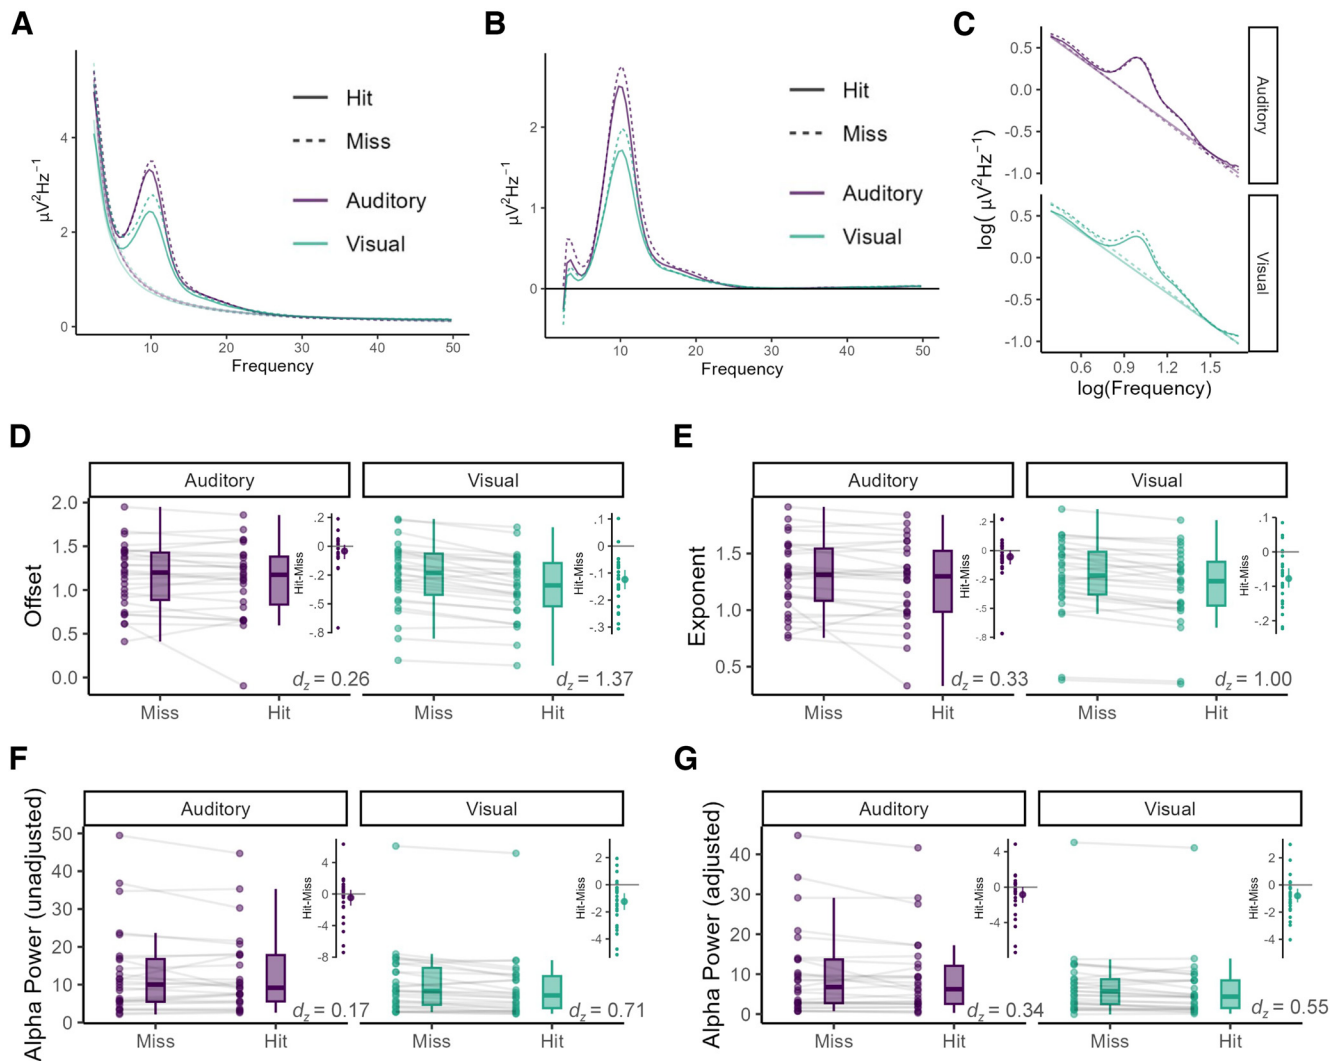 A
4
2
0
μV²Hz⁻¹
10
20
30
40
50
Frequency
Hit
Miss
Auditory
Visual
B
2
1
0
μV²Hz⁻¹
10
20
30
40
50
Frequency
Hit
Miss
Auditory
Visual
C
0.5
0.0
-0.5
-1.0
Auditory
0.5
0.0
-0.5
-1.0
Visual
log( μV²Hz⁻¹)
0.6
0.9
1.2
1.5
log(Frequency)
D
Auditory
Visual
Offset
2.0
1.5
1.0
0.5
0.0
Hit-Miss
.2
0
-.2
-.5
-.8
d_z = 0.26
Hit-Miss
.1
0
-.1
-.2
-.3
d_z = 1.37
Miss
Hit
Miss
Hit
E
Auditory
Visual
Exponent
1.5
1.0
0.5
Hit-Miss
.2
0
-.2
-.5
-.8
d_z = 0.33
Hit-Miss
.1
0
-.1
-.2
d_z = 1.00
Miss
Hit
Miss
Hit
F
Auditory
Visual
Alpha Power (unadjusted)
50
40
30
20
10
0
Hit-Miss
4
0
-4
-8
d_z = 0.17
Hit-Miss
2
0
-2
-4
d_z = 0.71
Miss
Hit
Miss
Hit
G
Auditory
Visual
Alpha Power (adjusted)
40
30
20
10
0
Hit-Miss
4
0
-4
d_z = 0.34
Hit-Miss
2
0
-2
-4
d_z = 0.55
Miss
Hit
Miss
Hit